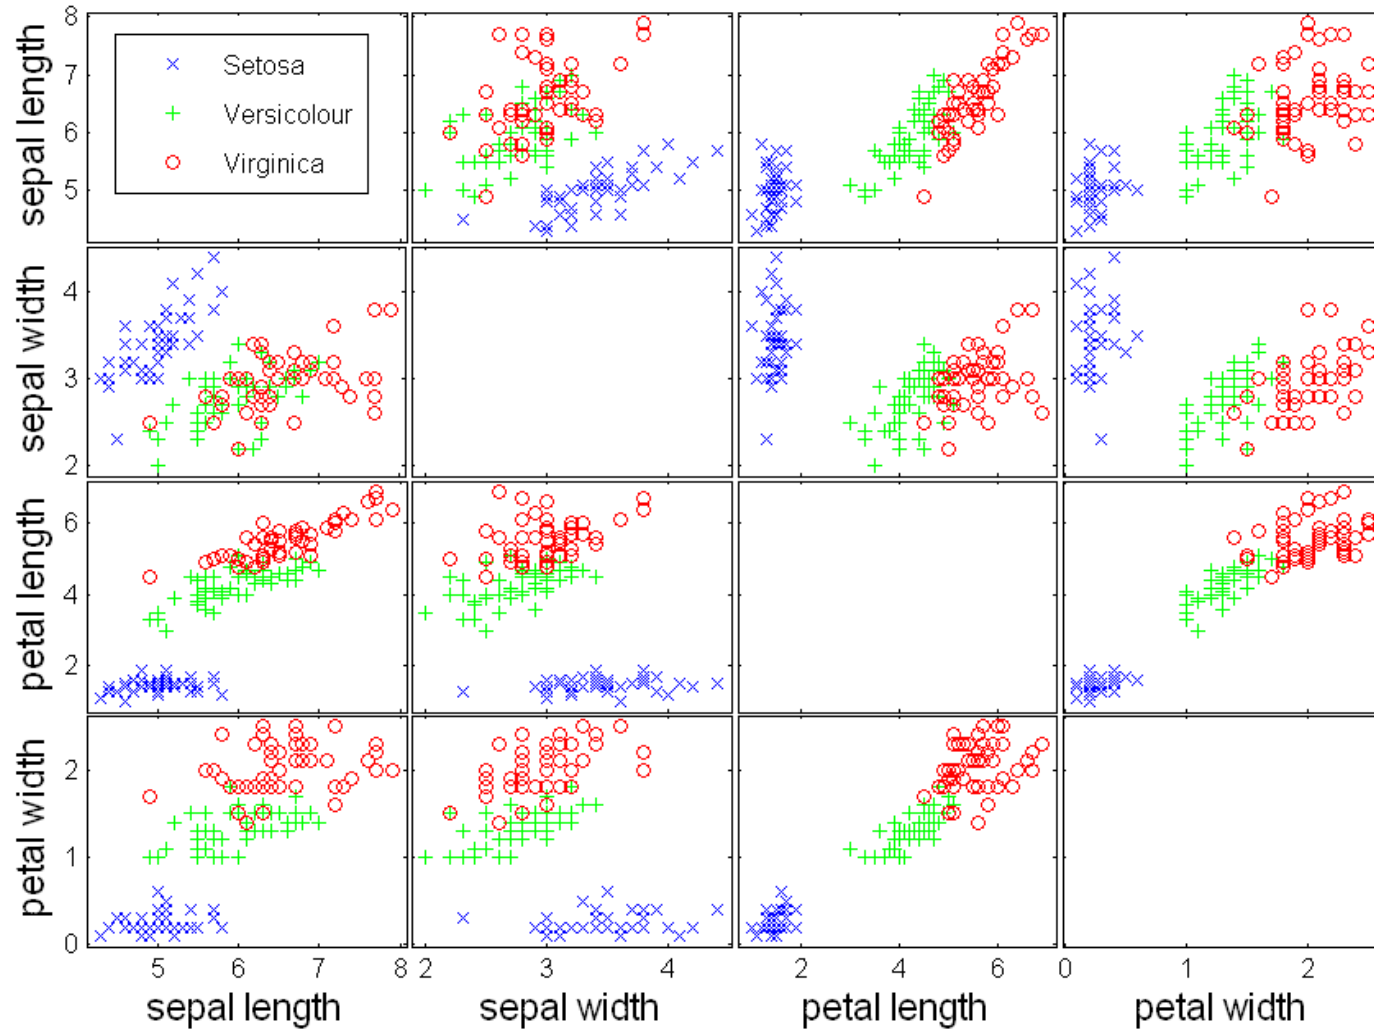 sepal length
8
7
6
5
Setosa
Versicolour
Virginica
sepal width
4
3
2
petal length
6
4
2
petal width
2
1
0
5 6 7 8 2 3 4 2 4 6 0 1 2
sepal length sepal width petal length petal width